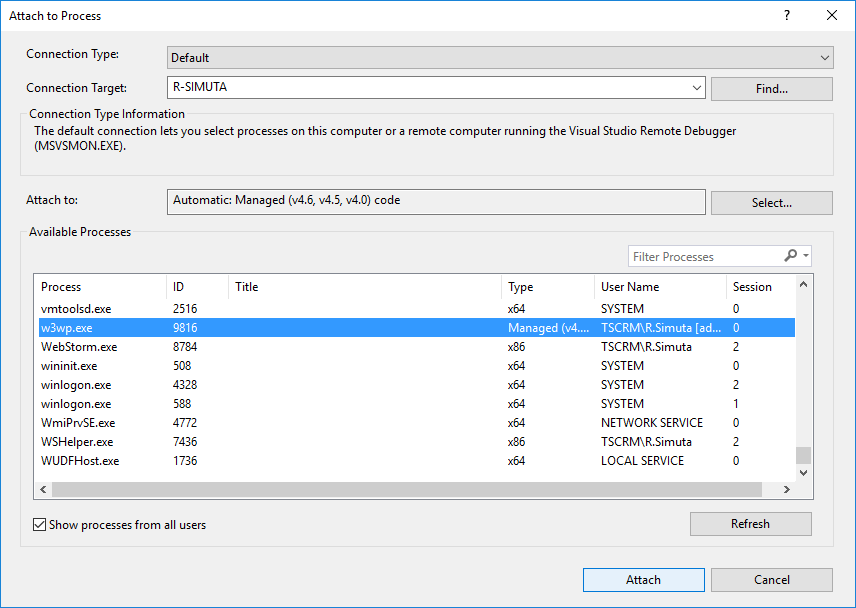 Attach to Process
?
Connection Type:
Default
Connection Target:
R-SIMUTA
Find...
Connection Type Information
The default connection lets you select processes on this computer or a remote computer running the Visual Studio Remote Debugger
(MSVSMON.EXE).
Attach to:
Automatic: Managed (v4.6, v4.5, v4.0) code
Select...
Available Processes
Filter Processes
Process ID Title Type User Name Session
vmtoolsd.exe 2516 x64 SYSTEM 0
w3wp.exe 9816 Managed (v4.... TSCRM\R.Simuta [ad... 0
WebStorm.exe 8784 x86 TSCRM\R.Simuta 2
wininit.exe 508 x64 SYSTEM 0
winlogon.exe 4328 x64 SYSTEM 2
winlogon.exe 588 x64 SYSTEM 1
WmiPrvSE.exe 4772 x64 NETWORK SERVICE 0
WSHelper.exe 7436 x86 TSCRM\R.Simuta 2
WUDFHost.exe 1736 x64 LOCAL SERVICE 0
Show processes from all users
Refresh
Attach
Cancel